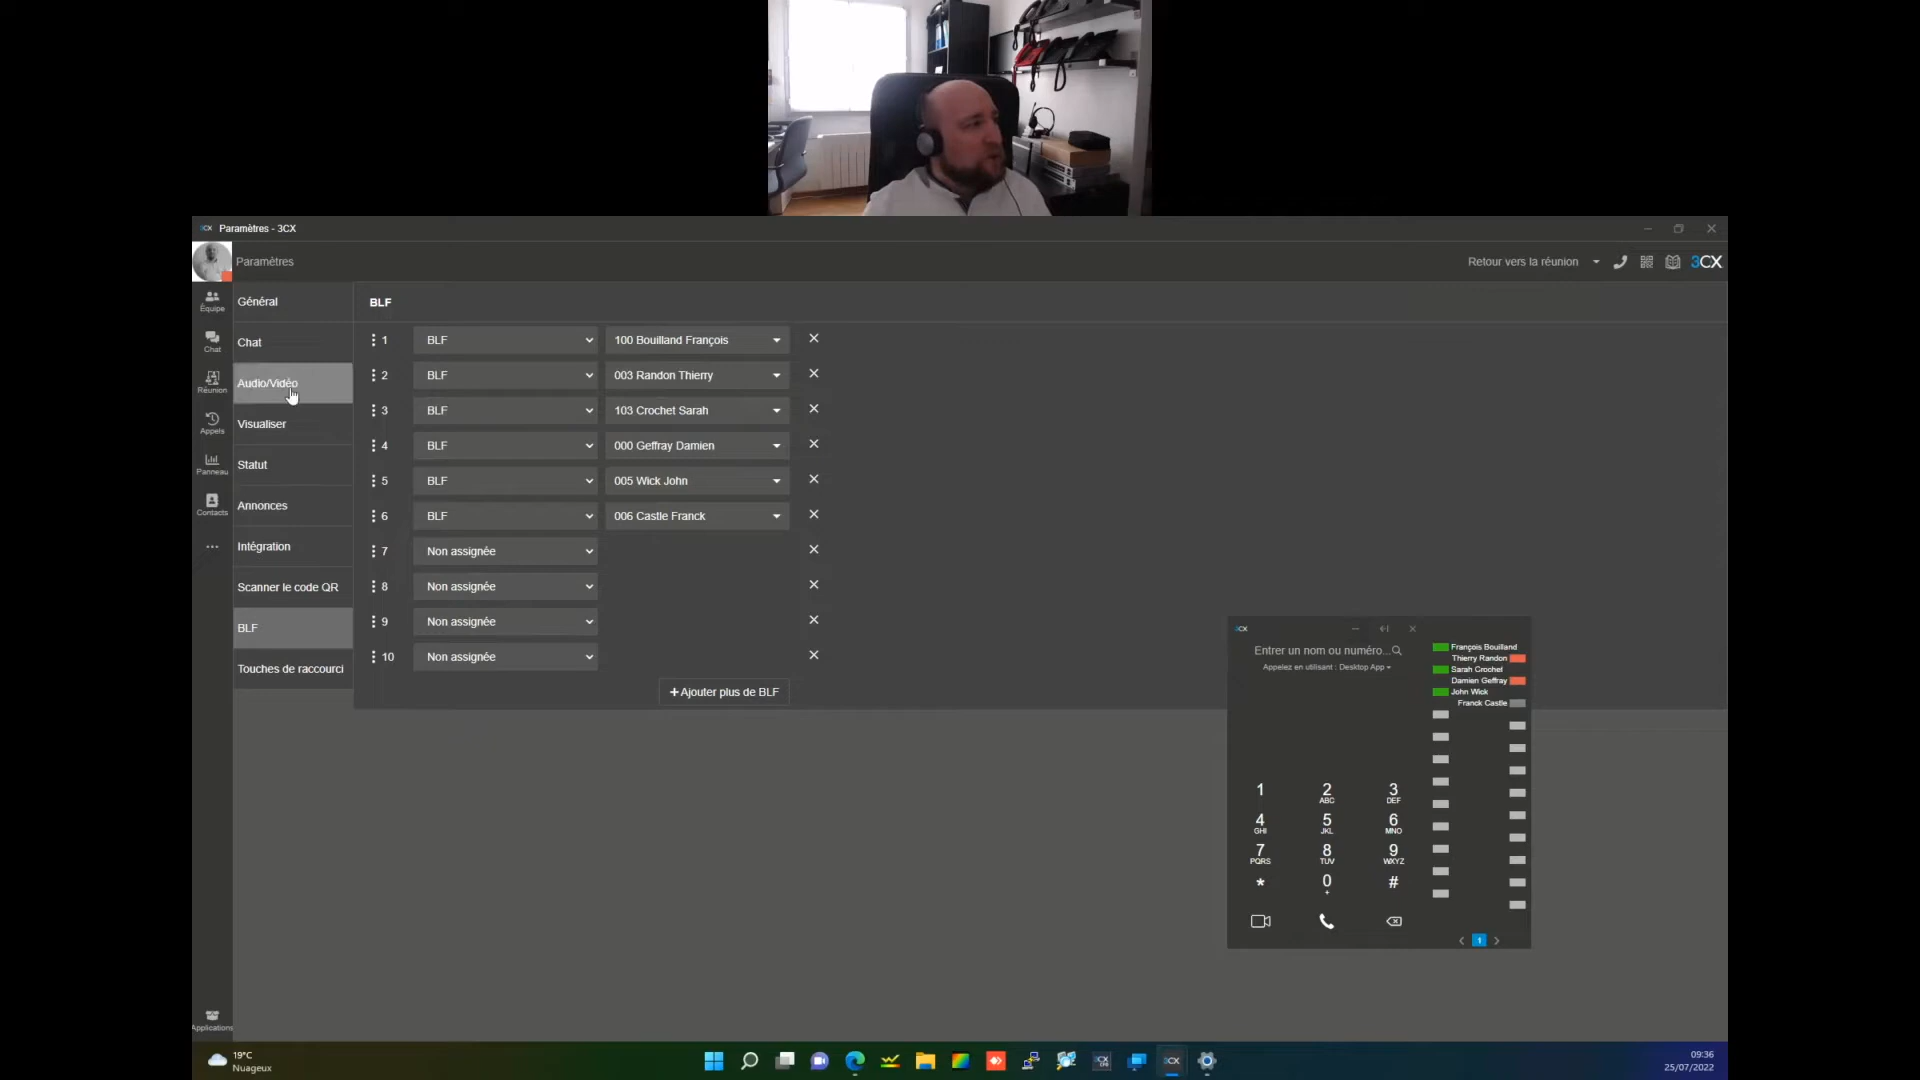 3CX Paramètres - 3CX
Paramètres
Retour vers la réunion
3CX
Équipe
Chat
Réunion
Appels
Panneau
Contacts
Applications
Général
Chat
Audio/Vidéo
Visualiser
Statut
Annonces
Intégration
Scanner le code QR
BLF
Touches de raccourci
BLF
1 BLF 100 Bouilland François
2 BLF 003 Randon Thierry
3 BLF 103 Crochet Sarah
4 BLF 000 Geffray Damien
5 BLF 005 Wick John
6 BLF 006 Castle Franck
7 Non assignée
8 Non assignée
9 Non assignée
10 Non assignée
+ Ajouter plus de BLF
3CX
Entrer un nom ou numéro...
Appelez en utilisant : Desktop App
1
2 ABC
3 DEF
4 GHI
5 JKL
6 MNO
7 PQRS
8 TUV
9 WXYZ
*
0 +
#
François Bouilland
Thierry Randon
Sarah Crochet
Damien Geffray
John Wick
Franck Castle
1
19°C
Nuageux
09:36
25/07/2022